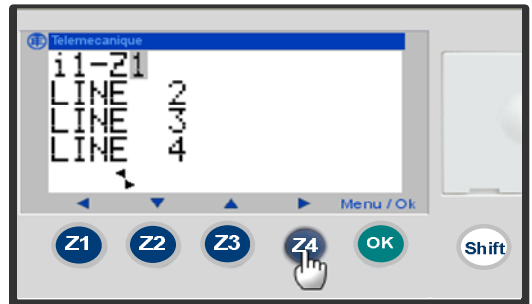 Telemecanique
i1-Z1
LINE 2
LINE 3
LINE 4
Menu / Ok
Z1 Z2 Z3 Z4 OK Shift